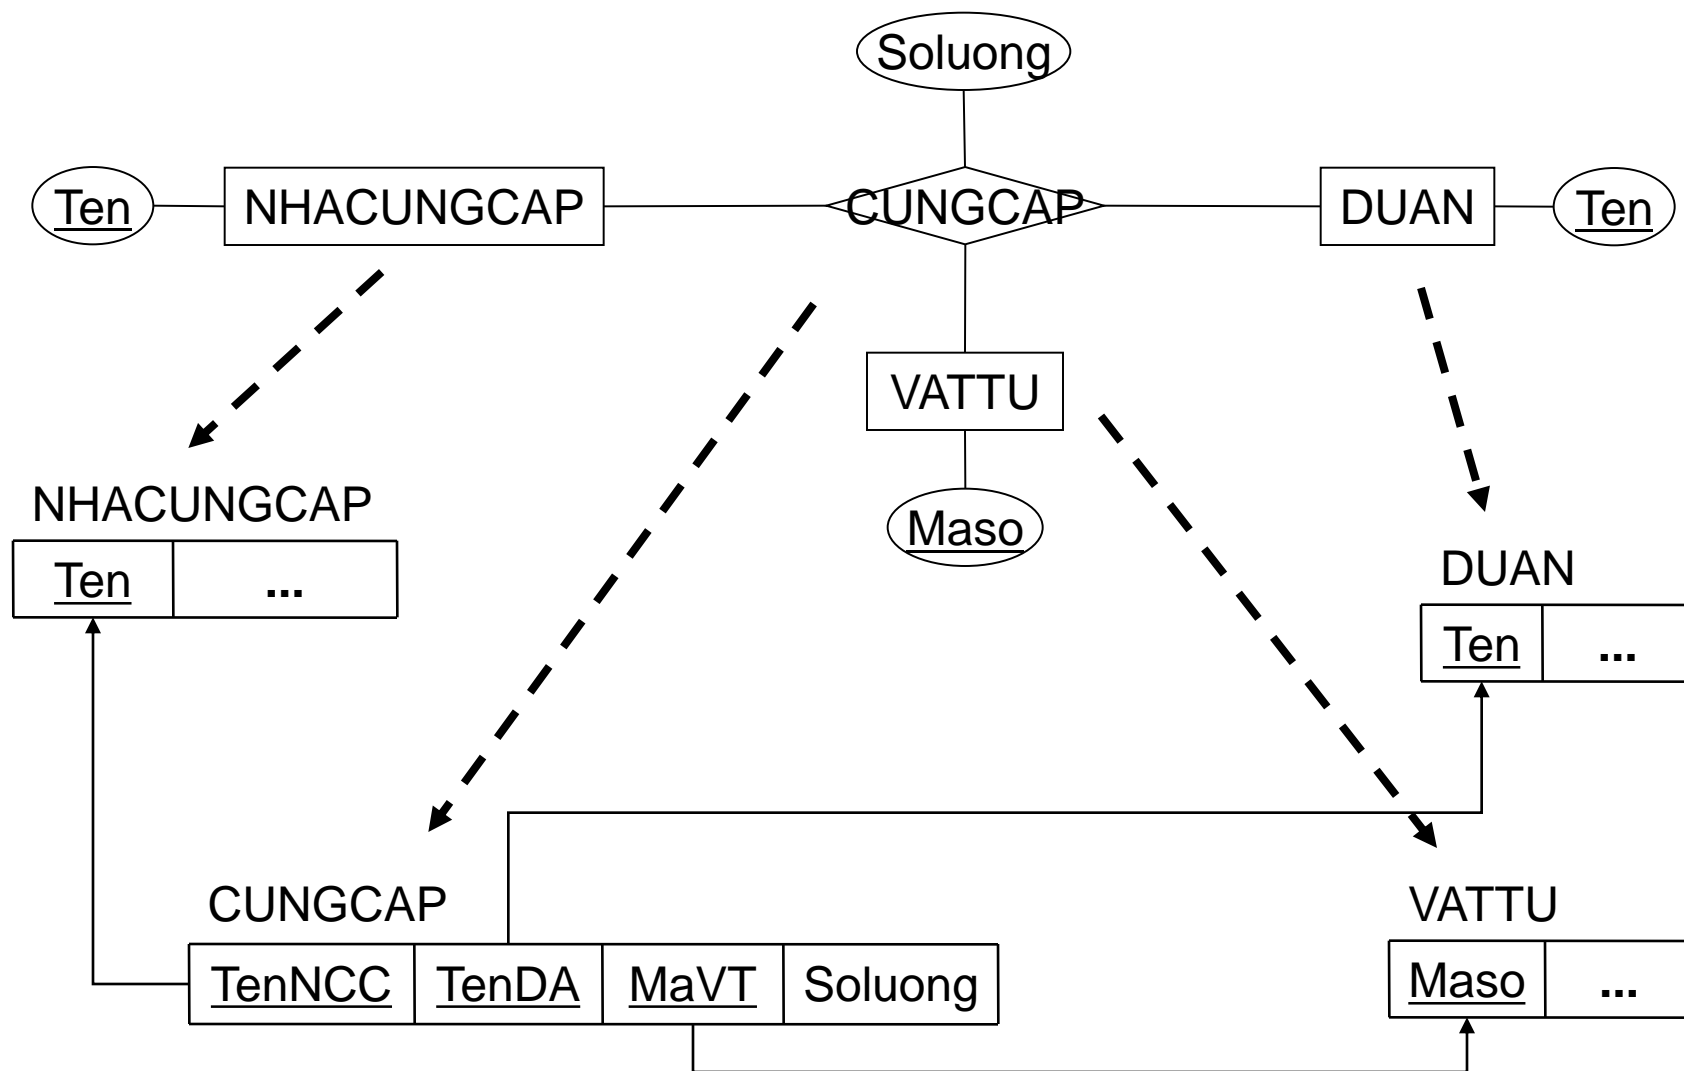 Soluong
Ten NHACUNGCAP CUNGCAP DUAN Ten
VATTU
Maso
NHACUNGCAP
Ten ...
DUAN
Ten ...
CUNGCAP
TenNCC TenDA MaVT Soluong
VATTU
Maso ...